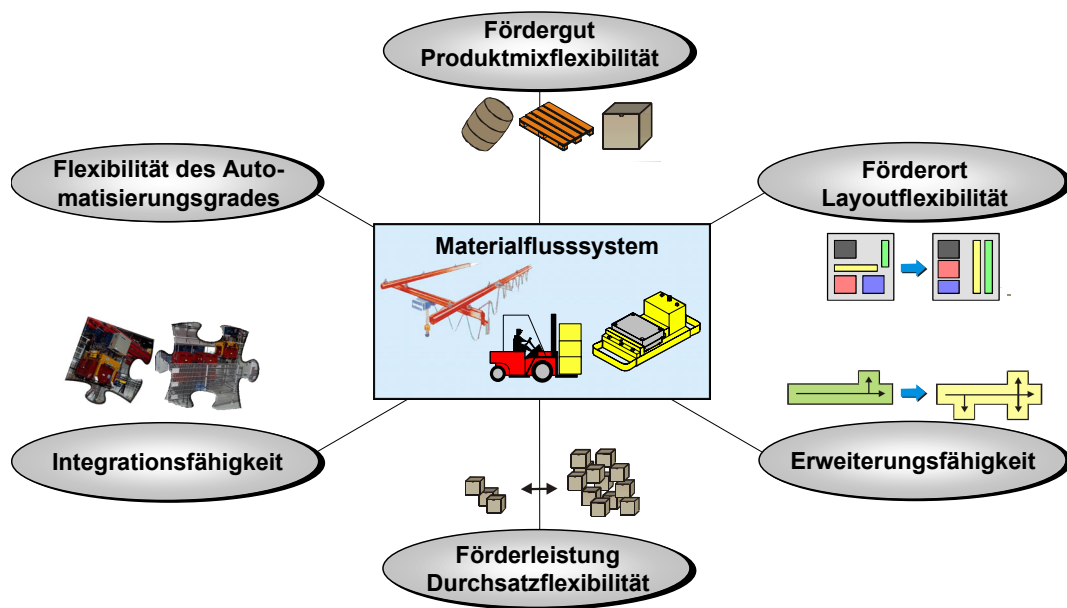 Fördergut
Produktmixflexibilität
Flexibilität des Auto-
matisierungsgrades
Förderort
Layoutflexibilität
Materialflusssystem
Integrationsfähigkeit
Erweiterungsfähigkeit
Förderleistung
Durchsatzflexibilität